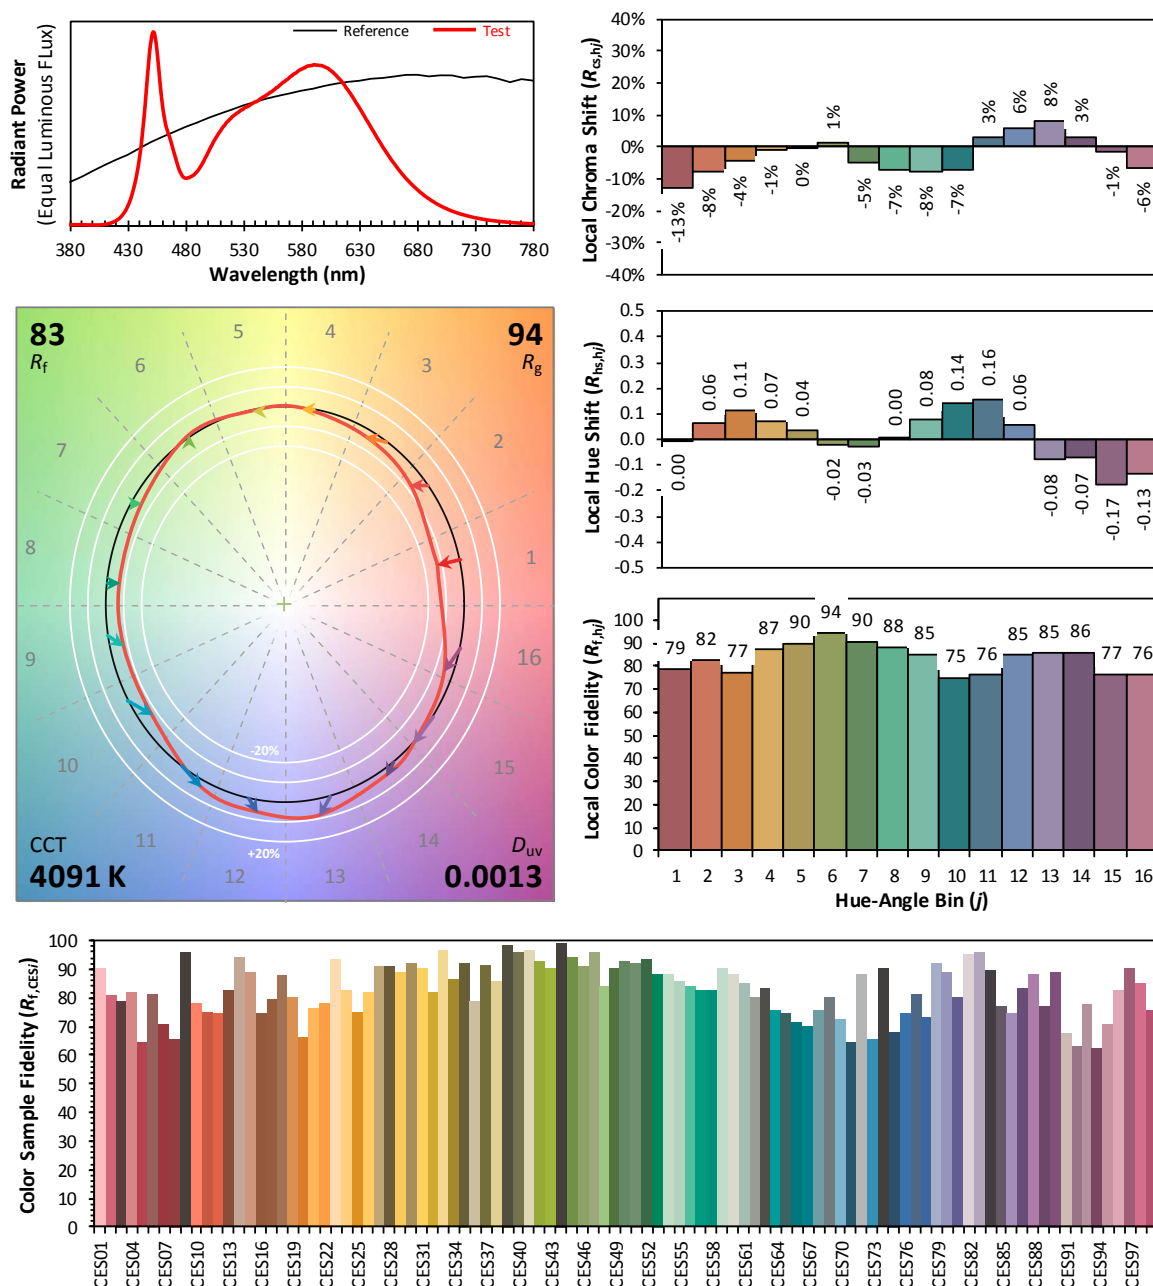 Reference
Test
Radiant Power
(Equal Luminous FLux)
380 430 480 530 580 630 680 730 780
Wavelength (nm)
Local Chroma Shift (Rcs,hj)
40%
30%
20%
10%
0%
-10%
-20%
-30%
-40%
-13% -8% -4% -1% 0% 1% -5% -7% -8% -7% 3% 6% 8% 3% -1% -6%
Local Hue Shift (Rhs,hj)
0.5
0.4
0.3
0.2
0.1
0.0
-0.1
-0.2
-0.3
-0.4
-0.5
0.00 0.06 0.11 0.07 0.04 -0.02 -0.03 0.00 0.08 0.14 0.16 0.06 -0.08 -0.07 -0.17 -0.13
83
Rf
94
Rg
5 4
6 3
7 2
8 1
9 16
10 15
11 14
12 13
-20%
+20%
CCT
4091 K
Duv
0.0013
Local Color Fidelity (Rf,hj)
100
90
80
70
60
50
40
30
20
10
0
79 82 77 87 90 94 90 88 85 75 76 85 85 86 77 76
1 2 3 4 5 6 7 8 9 10 11 12 13 14 15 16
Hue-Angle Bin (j)
Color Sample Fidelity (Rf,CESi)
100
90
80
70
60
50
40
30
20
10
0
CES01 CES04 CES07 CES10 CES13 CES16 CES19 CES22 CES25 CES28 CES31 CES34 CES37 CES40 CES43 CES46 CES49 CES52 CES55 CES58 CES61 CES64 CES67 CES70 CES73 CES76 CES79 CES82 CES85 CES88 CES91 CES94 CES97